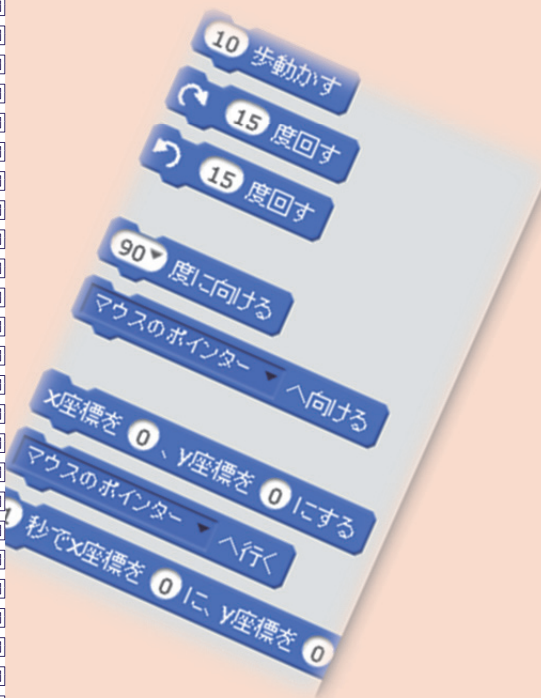 10 歩動かす
15 度回す
15 度回す
90 度に向ける
マウスのポインター へ向ける
x座標を 0 、y座標を 0 にする
マウスのポインター へ行く
秒でx座標を 0 に、y座標を 0